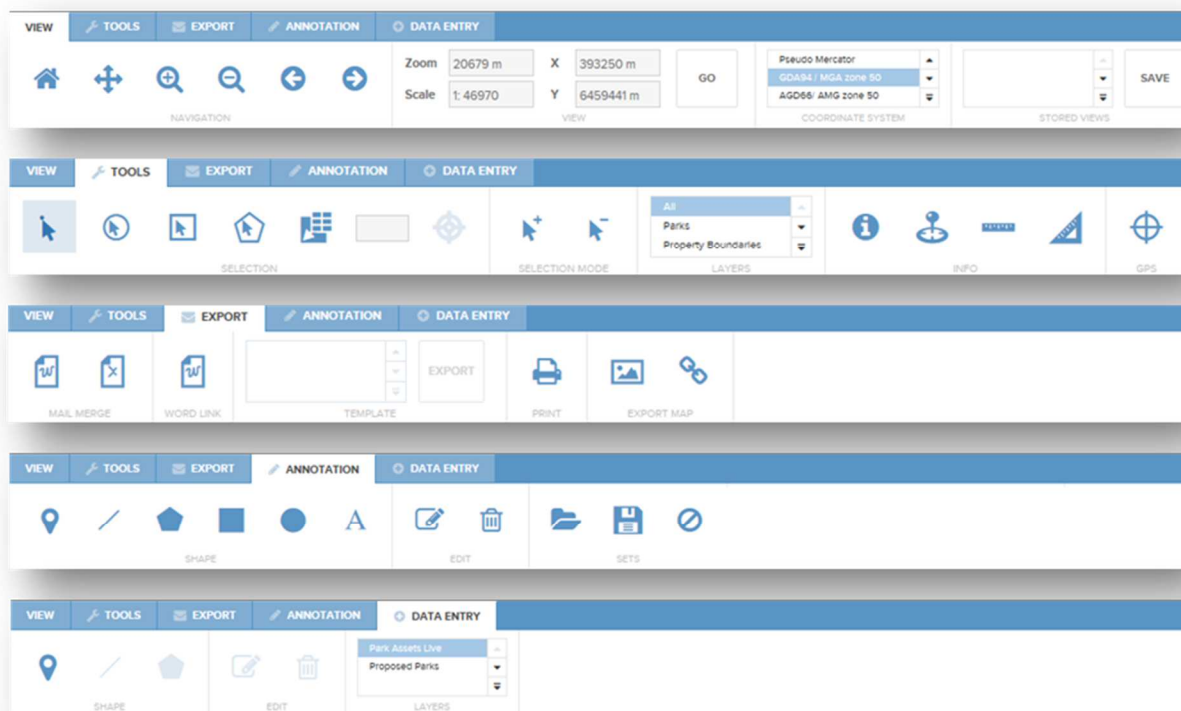 VIEW TOOLS EXPORT ANNOTATION DATA ENTRY
Zoom 20679 m X 393250 m GO Pseudo Mercator SAVE
GDA94 / MGA zone 50
Scale 1: 46970 Y 6459441 m AGD66/ AMG zone 50
NAVIGATION VIEW COORDINATE SYSTEM STORED VIEWS
VIEW TOOLS EXPORT ANNOTATION DATA ENTRY
All
Parks
Property Boundaries
SELECTION SELECTION MODE LAYERS INFO GPS
VIEW TOOLS EXPORT ANNOTATION DATA ENTRY
W X W EXPORT
MAIL MERGE WORD LINK TEMPLATE PRINT EXPORT MAP
VIEW TOOLS EXPORT ANNOTATION DATA ENTRY
A
SHAPE EDIT SETS
VIEW TOOLS EXPORT ANNOTATION DATA ENTRY
Park Assets Live
Proposed Parks
SHAPE EDIT LAYERS